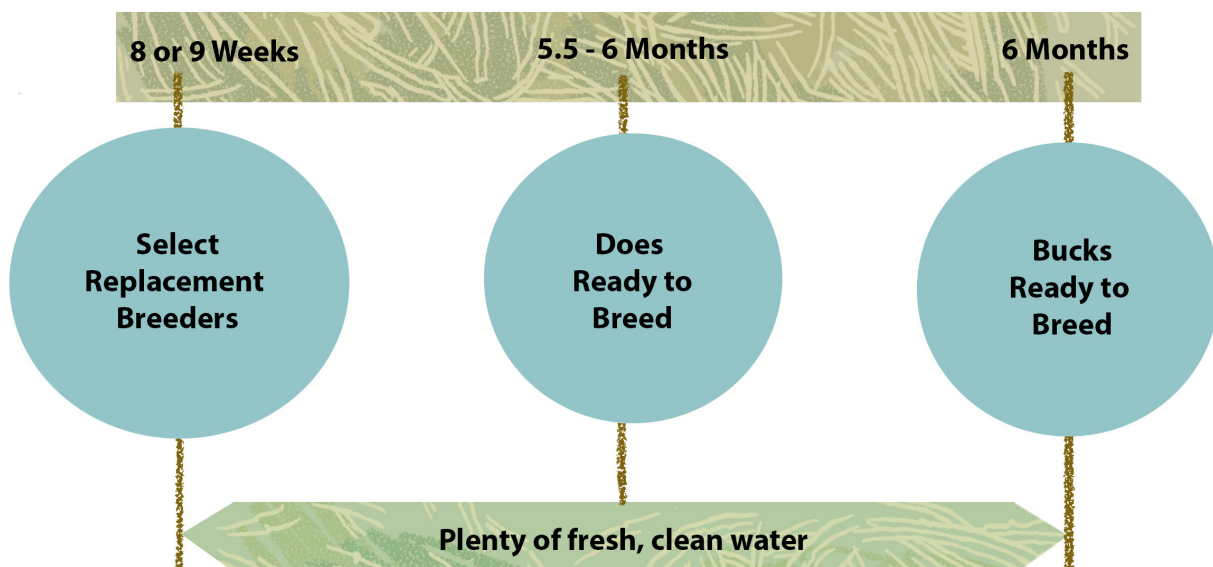 8 or 9 Weeks
5.5 - 6 Months
6 Months
Select
Replacement
Breeders
Does
Ready to
Breed
Bucks
Ready to
Breed
Plenty of fresh, clean water